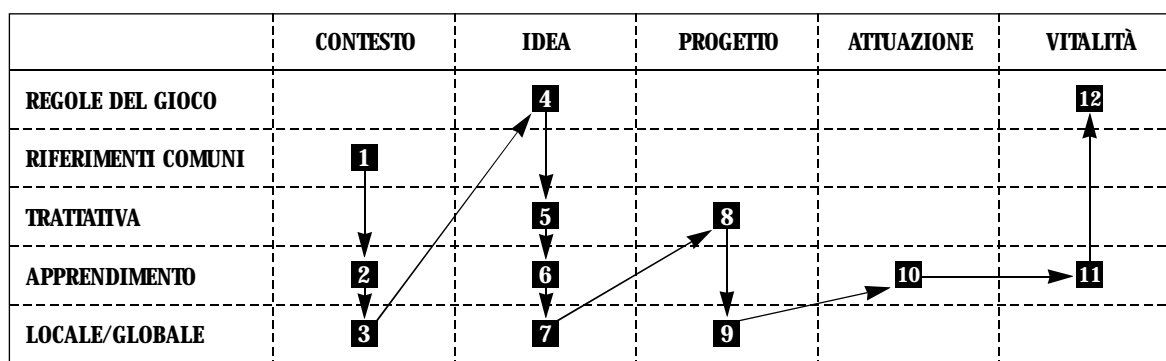 CONTESTO IDEA PROGETTO ATTUAZIONE VITALITÀ
REGOLE DEL GIOCO 4 12
RIFERIMENTI COMUNI 1
TRATTATIVA 5 8
APPRENDIMENTO 2 6 10 11
LOCALE/GLOBALE 3 7 9